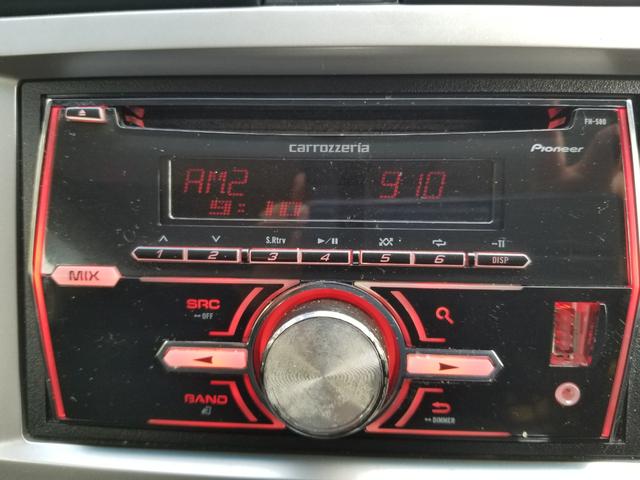 FH-580
carrozzeria
Pioneer
AM2 910
9:10
S.Rtrv
1 2 3 4 5 6 DISP
MIX
SRC
OFF
BAND
DIMMER